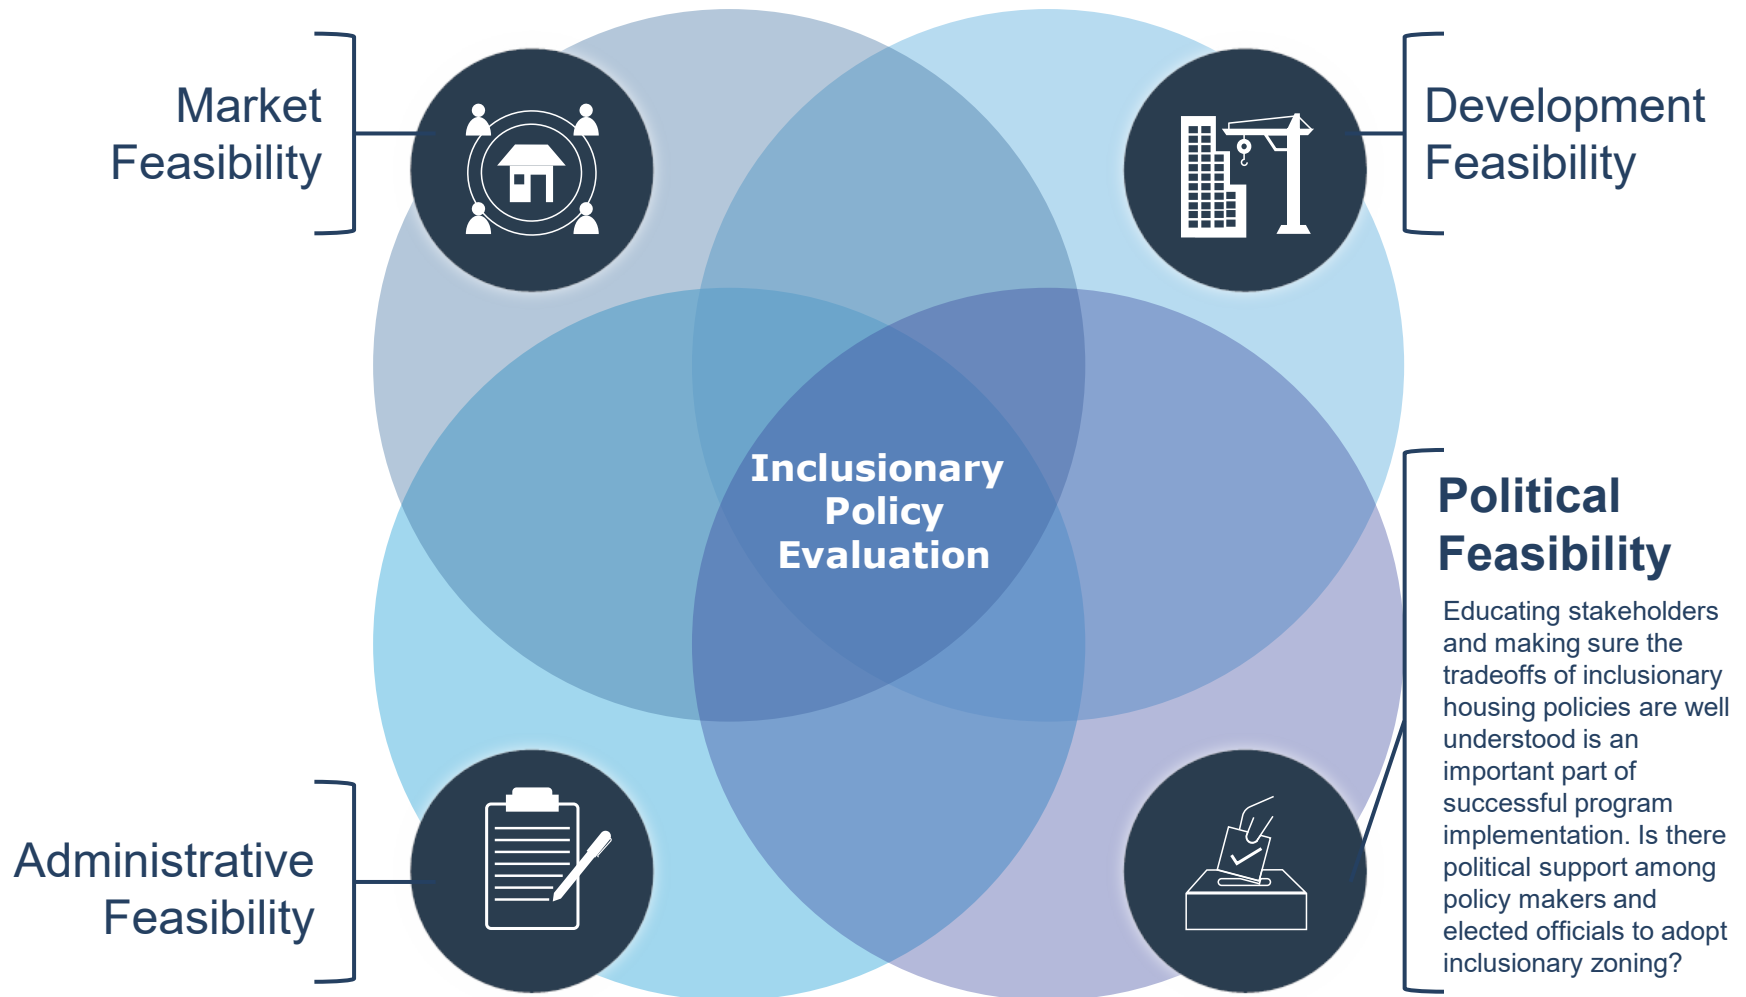 Market
Feasibility
Development
Feasibility
Inclusionary
Policy
Evaluation
Political
Feasibility
Educating stakeholders
and making sure the
tradeoffs of inclusionary
housing policies are well
understood is an
important part of
successful program
implementation. Is there
political support among
policy makers and
elected officials to adopt
inclusionary zoning?
Administrative
Feasibility